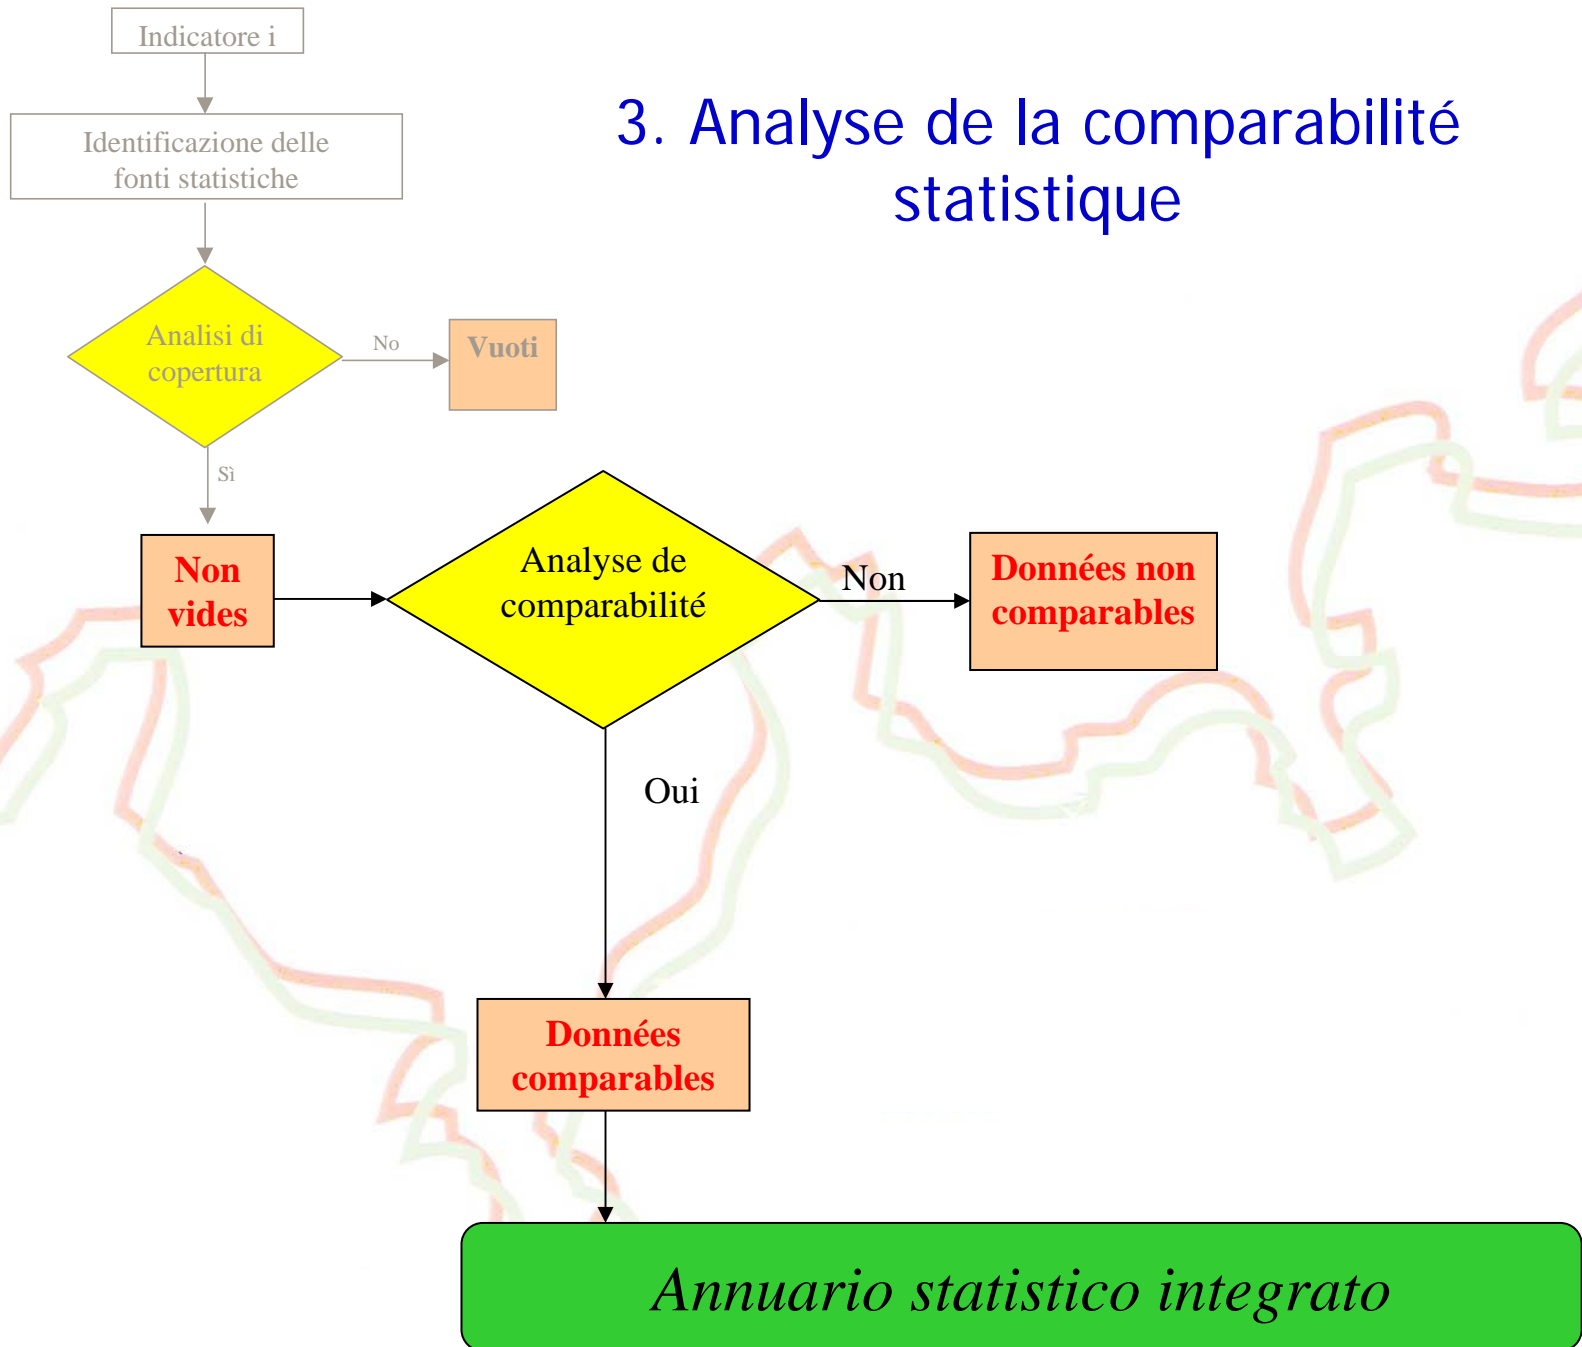 Indicatore i
3. Analyse de la comparabilité
statistique
Identificazione delle
fonti statistiche
Analisi di
copertura
No
Vuoti
Sì
Non
vides
Analyse de
comparabilité
Non
Données non
comparables
Oui
Données
comparables
Annuario statistico integrato